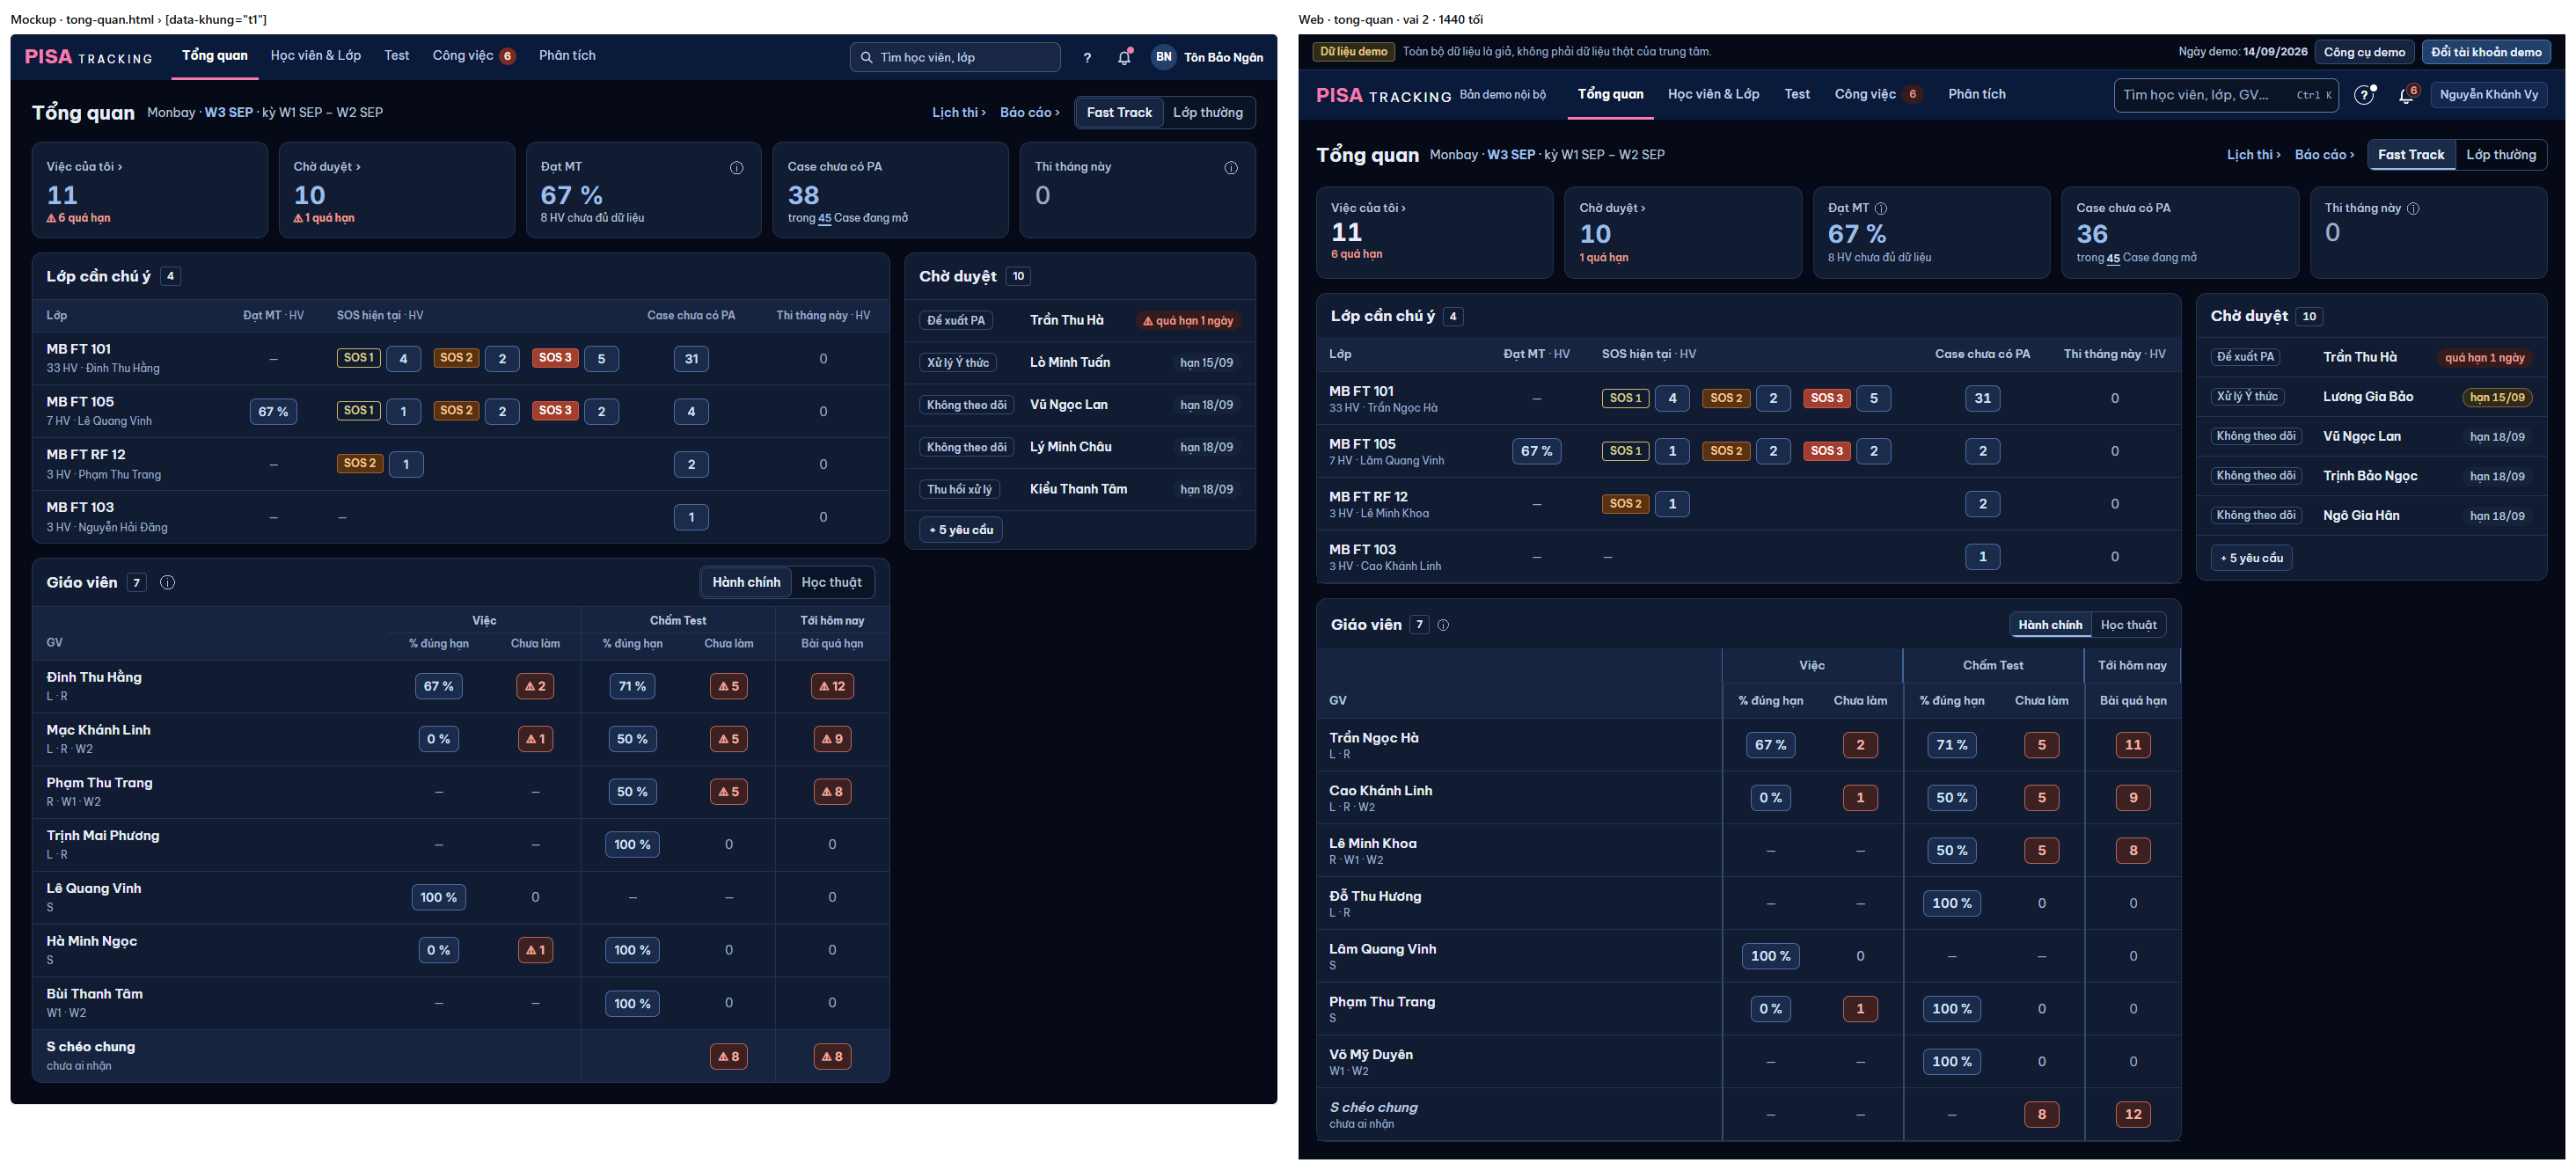 Mockup · tong-quan.html › [data-khung="t1"]
PISA TRACKING Tổng quan Học viên & Lớp Test Công việc 6 Phân tích Tìm học viên, lớp ? BN Tôn Bảo Ngân
Tổng quan Monbay · W3 SEP · kỳ W1 SEP – W2 SEP Lịch thi › Báo cáo › Fast Track Lớp thường
Việc của tôi › Chờ duyệt › Đạt MT Case chưa có PA Thi tháng này
11 10 67 % 38 0
6 quá hạn 1 quá hạn 8 HV chưa đủ dữ liệu trong 45 Case đang mở
Lớp cần chú ý 4
Lớp Đạt MT · HV SOS hiện tại · HV Case chưa có PA Thi tháng này · HV
MB FT 101
33 HV · Đinh Thu Hằng — SOS 1 4 SOS 2 2 SOS 3 5 31 0
MB FT 105
7 HV · Lê Quang Vinh 67 % SOS 1 1 SOS 2 2 SOS 3 2 4 0
MB FT RF 12
3 HV · Phạm Thu Trang — SOS 2 1 2 0
MB FT 103
3 HV · Nguyễn Hải Đăng — — 1 0
Chờ duyệt 10
Đề xuất PA Trần Thu Hà quá hạn 1 ngày
Xử lý Ý thức Lò Minh Tuấn hạn 15/09
Không theo dõi Vũ Ngọc Lan hạn 18/09
Không theo dõi Lý Minh Châu hạn 18/09
Thu hồi xử lý Kiều Thanh Tâm hạn 18/09
+ 5 yêu cầu
Giáo viên 7 Hành chính Học thuật
Việc Chấm Test Tới hôm nay
GV % đúng hạn Chưa làm % đúng hạn Chưa làm Bài quá hạn
Đinh Thu Hằng
L · R 67 % 2 71 % 5 12
Mạc Khánh Linh
L · R · W2 0 % 1 50 % 5 9
Phạm Thu Trang
R · W1 · W2 — — 50 % 5 8
Trịnh Mai Phương
L · R — — 100 % 0 0
Lê Quang Vinh
S 100 % 0 — — 0
Hà Minh Ngọc
S 0 % 1 100 % 0 0
Bùi Thanh Tâm
W1 · W2 — — 100 % 0 0
S chéo chung
chưa ai nhận 8 8
Web · tong-quan · vai 2 · 1440 tối
Dữ liệu demo Toàn bộ dữ liệu là giả, không phải dữ liệu thật của trung tâm. Ngày demo: 14/09/2026 Công cụ demo Đổi tài khoản demo
PISA TRACKING Bản demo nội bộ Tổng quan Học viên & Lớp Test Công việc 6 Phân tích Tìm học viên, lớp, GV... Ctrl K ? 6 Nguyễn Khánh Vy
Tổng quan Monbay · W3 SEP · kỳ W1 SEP – W2 SEP Lịch thi › Báo cáo › Fast Track Lớp thường
Việc của tôi › Chờ duyệt › Đạt MT Case chưa có PA Thi tháng này
11 10 67 % 36 0
6 quá hạn 1 quá hạn 8 HV chưa đủ dữ liệu trong 45 Case đang mở
Lớp cần chú ý 4
Lớp Đạt MT · HV SOS hiện tại · HV Case chưa có PA Thi tháng này · HV
MB FT 101
33 HV · Trần Ngọc Hà — SOS 1 4 SOS 2 2 SOS 3 5 31 0
MB FT 105
7 HV · Lâm Quang Vinh 67 % SOS 1 1 SOS 2 2 SOS 3 2 2 0
MB FT RF 12
3 HV · Lê Minh Khoa — SOS 2 1 2 0
MB FT 103
3 HV · Cao Khánh Linh — — 1 0
Chờ duyệt 10
Đề xuất PA Trần Thu Hà quá hạn 1 ngày
Xử lý Ý thức Lương Gia Bảo hạn 15/09
Không theo dõi Vũ Ngọc Lan hạn 18/09
Không theo dõi Trịnh Bảo Ngọc hạn 18/09
Không theo dõi Ngô Gia Hân hạn 18/09
+ 5 yêu cầu
Giáo viên 7 Hành chính Học thuật
Việc Chấm Test Tới hôm nay
GV % đúng hạn Chưa làm % đúng hạn Chưa làm Bài quá hạn
Trần Ngọc Hà
L · R 67 % 2 71 % 5 11
Cao Khánh Linh
L · R · W2 0 % 1 50 % 5 9
Lê Minh Khoa
R · W1 · W2 — — 50 % 5 8
Đỗ Thu Hương
L · R — — 100 % 0 0
Lâm Quang Vinh
S 100 % 0 — — 0
Phạm Thu Trang
S 0 % 1 100 % 0 0
Võ Mỹ Duyên
W1 · W2 — — 100 % 0 0
S chéo chung
chưa ai nhận — — — 8 12